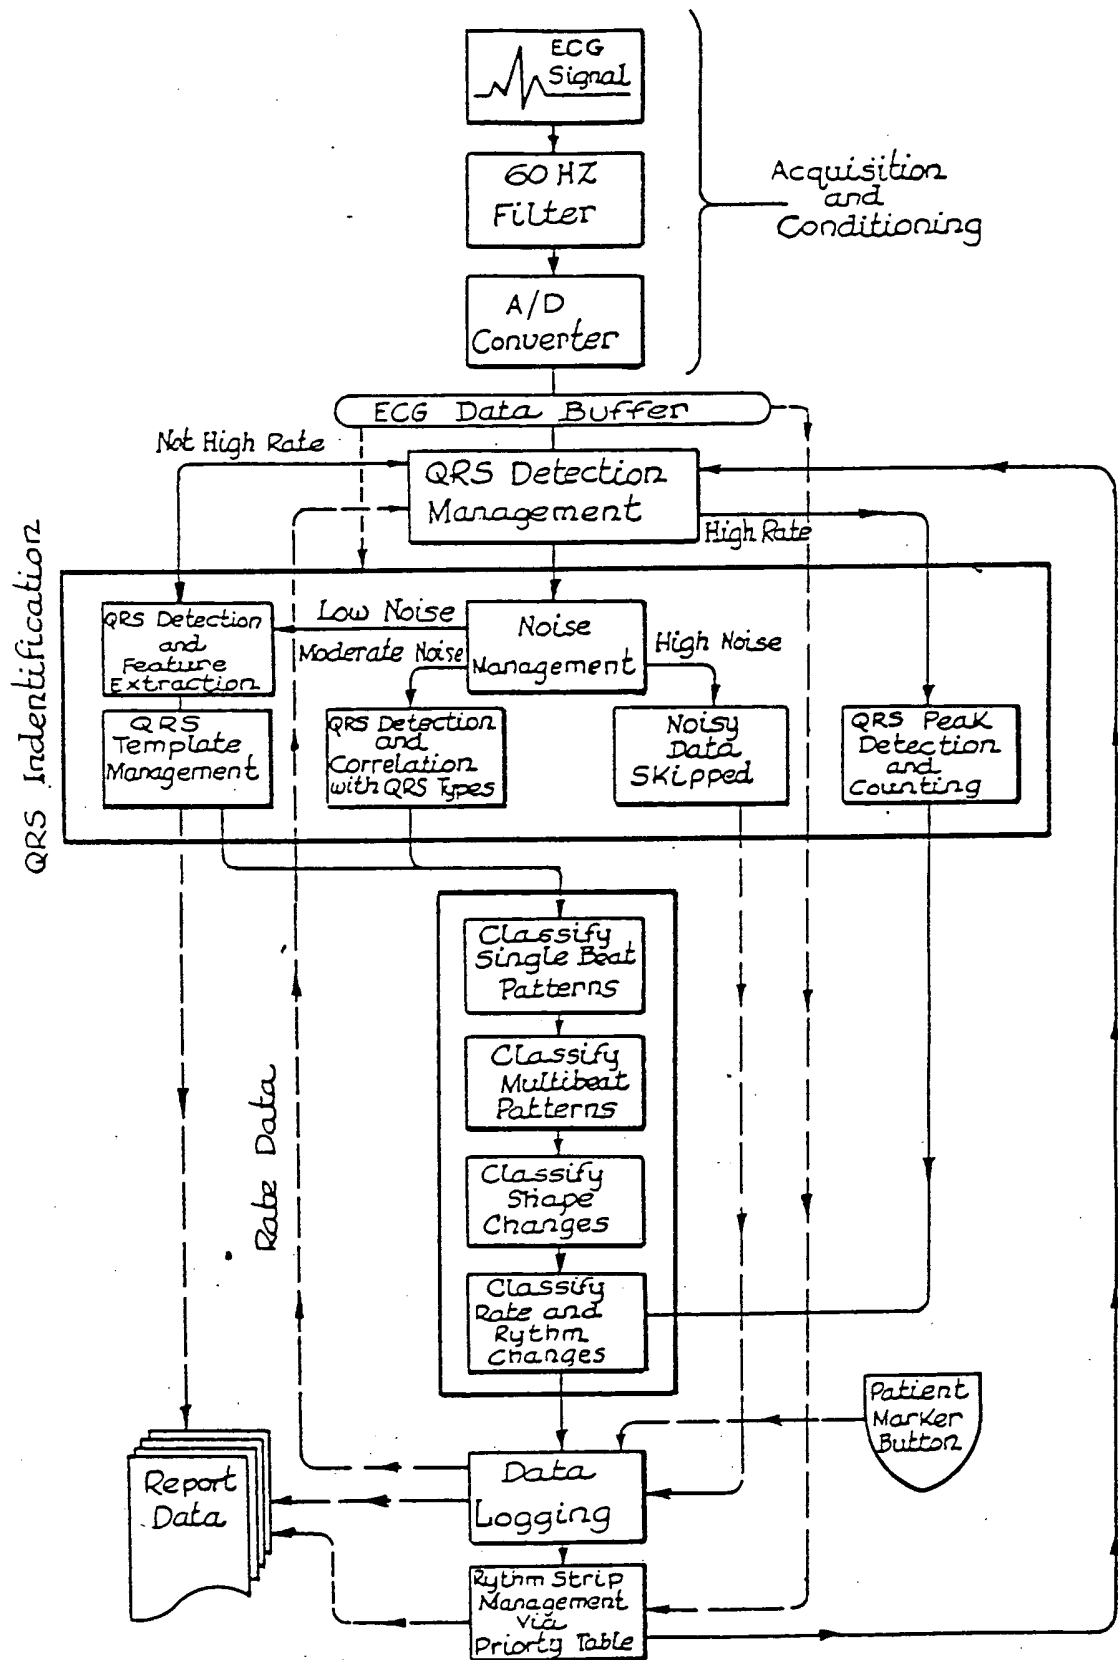 ECG
Signal
60 HZ
Filter
A/D
Converter
Acquisition
and
Conditioning
ECG Data Buffer
Not High Rate
QRS Detection
Management
High Rate
QRS Indentification
QRS Detection
and
Feature
Extraction
Low Noise
Moderate Noise
Noise
Management
High Noise
QRS
Template
Management
QRS Detection
and
Correlation
with QRS Types
Noisy
Data
Skipped
QRS Peak
Detection
and
Counting
Classify
Single Beat
Patterns
Classify
Multibeat
Patterns
Classify
Shape
Changes
Classify
Rate and
Rythm
Changes
Rate Data
Patient
Marker
Button
Report
Data
Data
Logging
Rythm Strip
Management
Via
Priorty Table